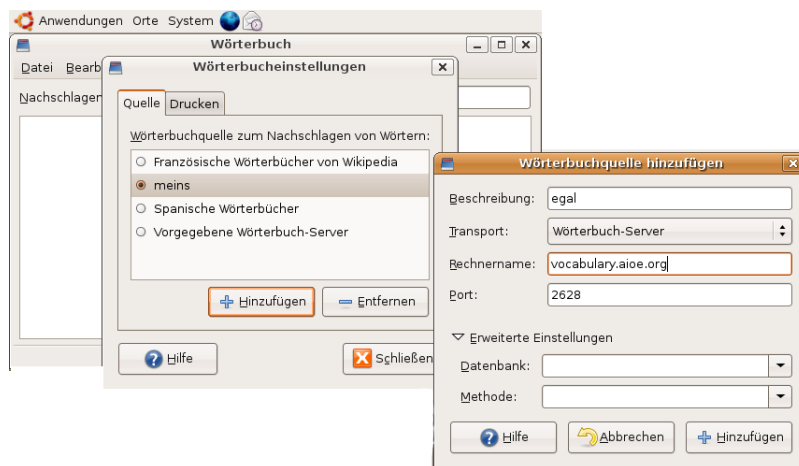 Anwendungen Orte System
Wörterbuch
Datei Bearb
Nachschlagen
Wörterbucheinstellungen
Quelle Drucken
Wörterbuchquelle zum Nachschlagen von Wörtern:
Französische Wörterbücher von Wikipedia
meins
Spanische Wörterbücher
Vorgegebene Wörterbuch-Server
Hinzufügen Entfernen
Hilfe Schließen
Wörterbuchquelle hinzufügen
Beschreibung: egal
Transport: Wörterbuch-Server
Rechnername: vocabulary.aioe.org
Port: 2628
Erweiterte Einstellungen
Datenbank:
Methode:
Hilfe Abbrechen Hinzufügen